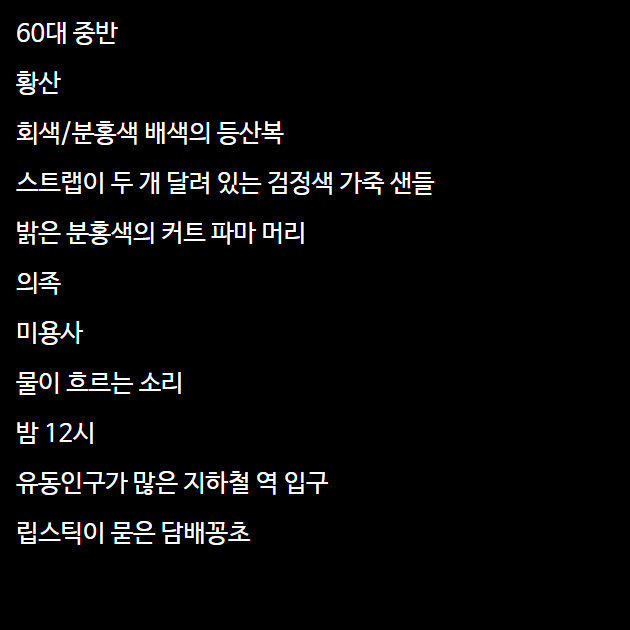 60대 중반
황산
회색/분홍색 배색의 등산복
스트랩이 두 개 달려 있는 검정색 가죽 샌들
밝은 분홍색의 커트 파마 머리
의족
미용사
물이 흐르는 소리
밤 12시
유동인구가 많은 지하철 역 입구
립스틱이 묻은 담배꽁초